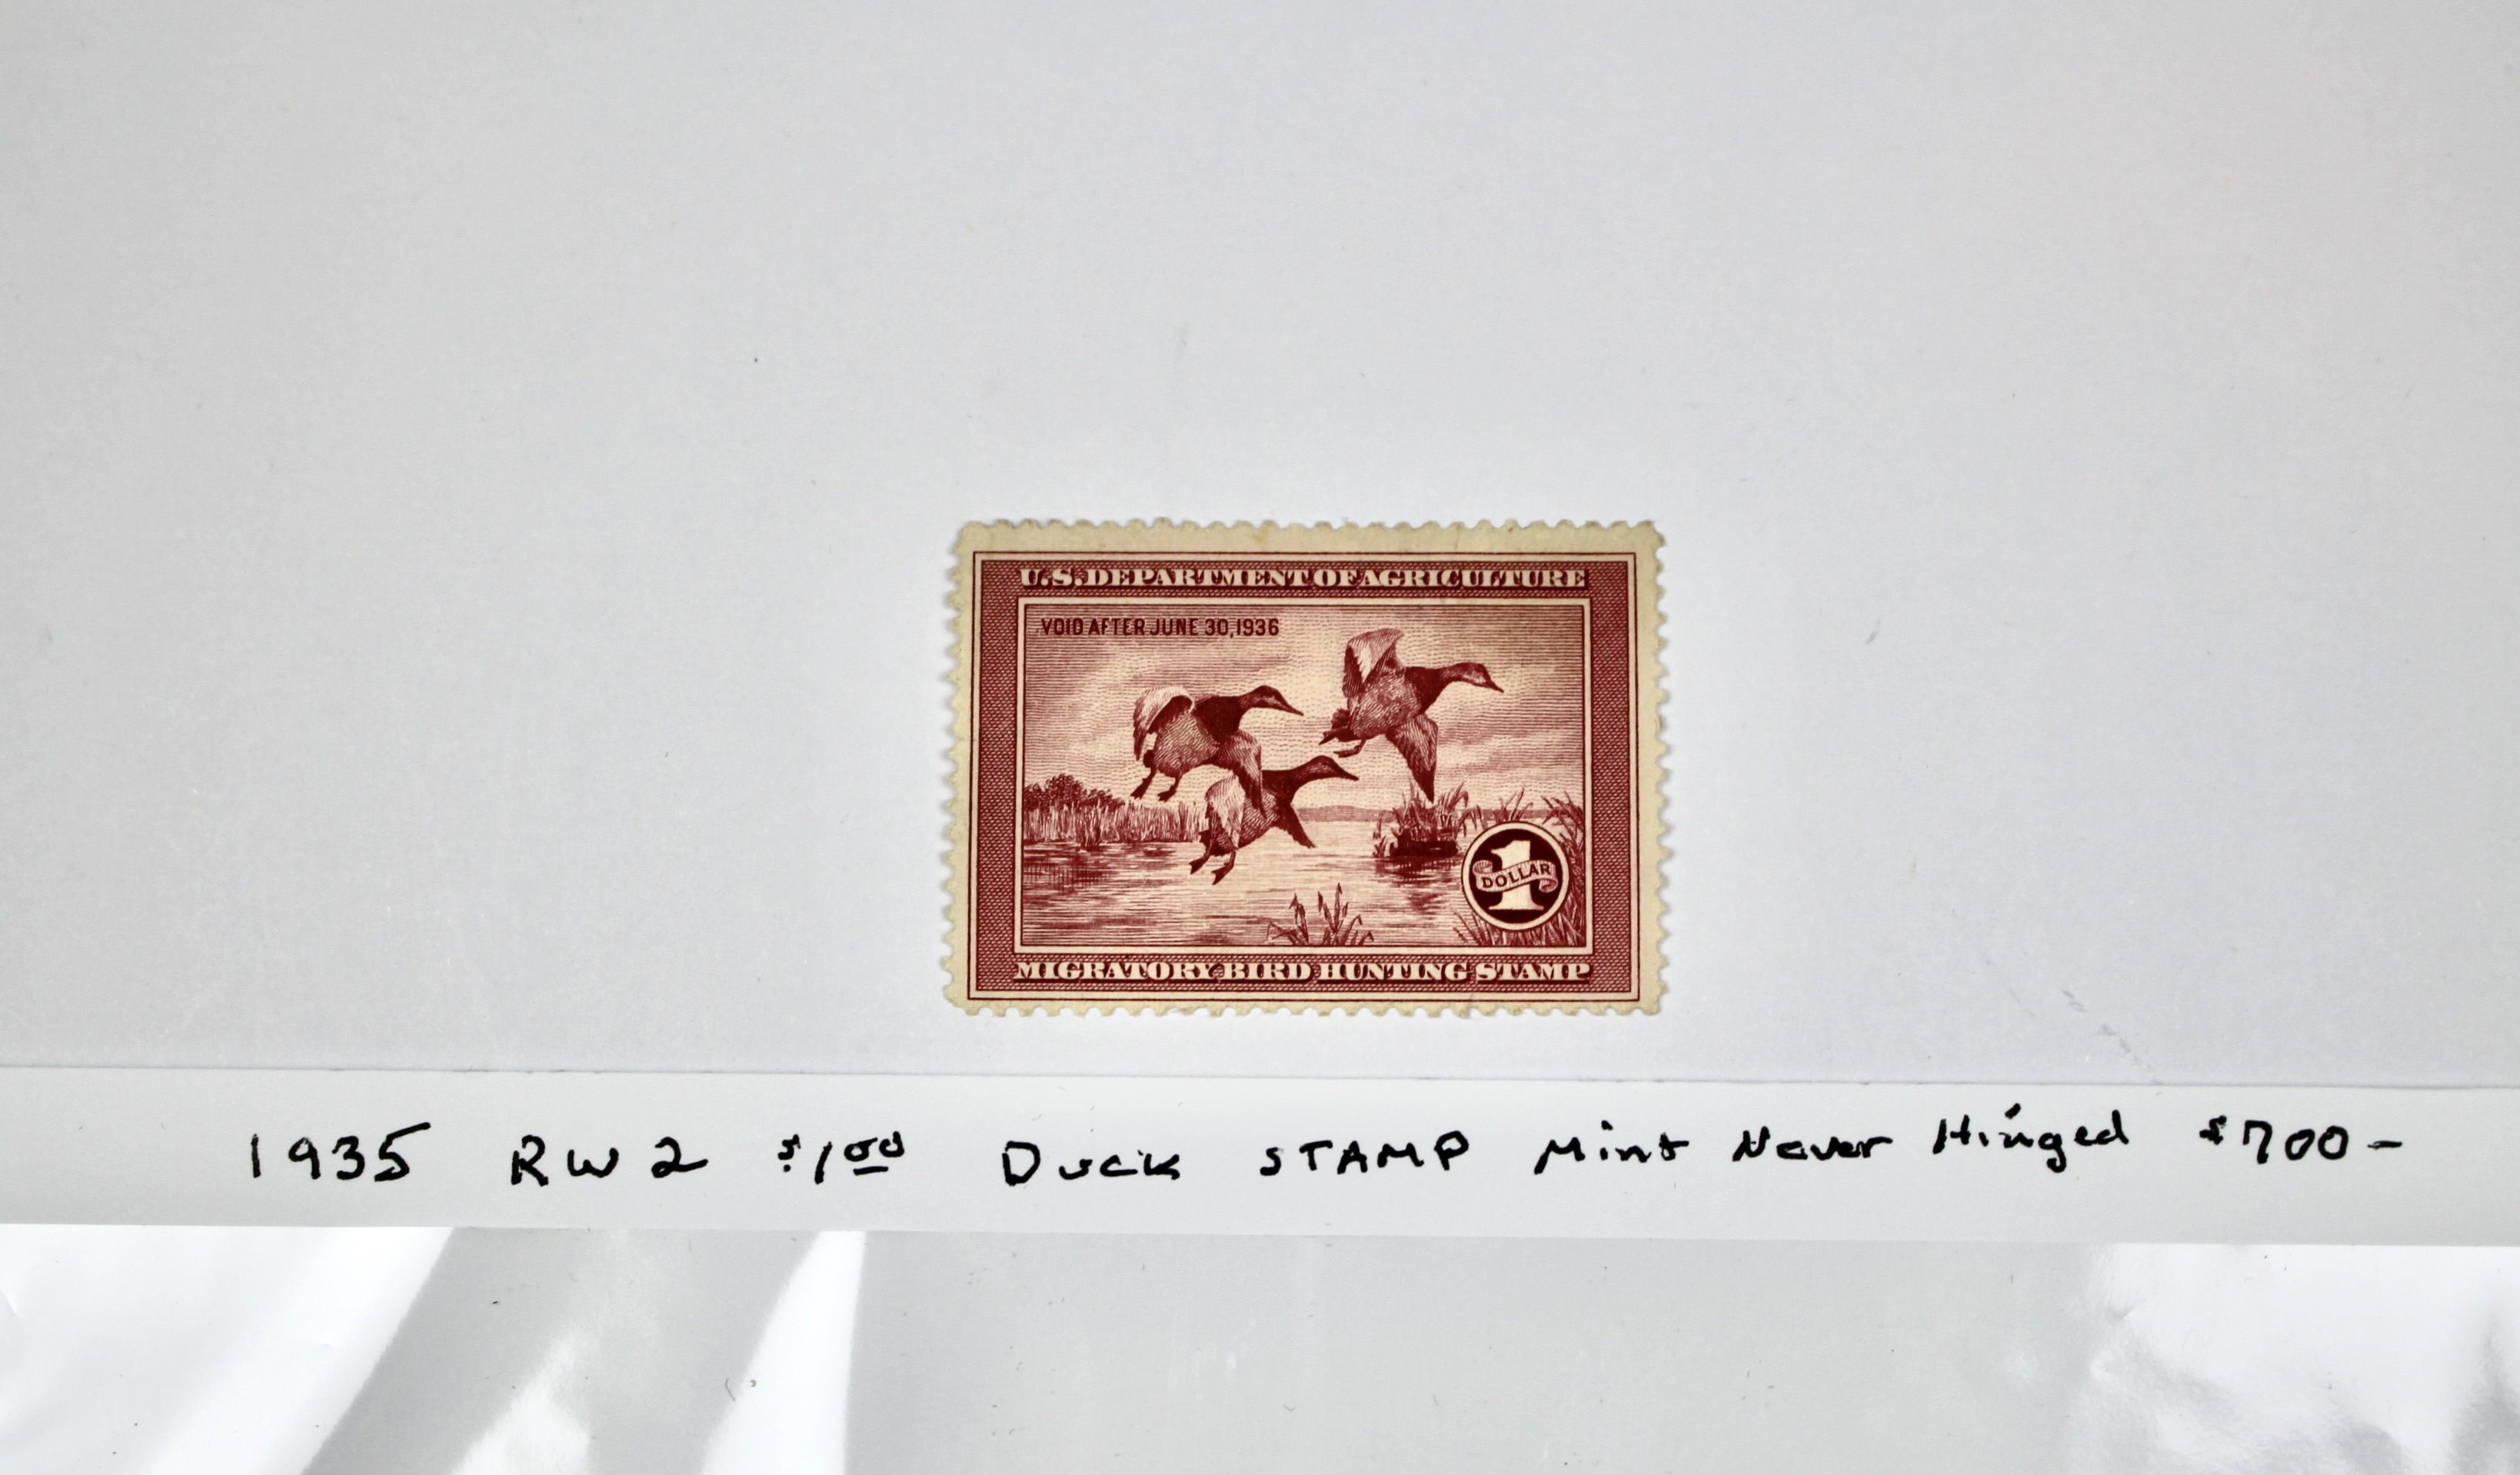 U.S. DEPARTMENT OF AGRICULTURE
VOID AFTER JUNE 30, 1936
1
DOLLAR
MIGRATORY BIRD HUNTING STAMP
1935 RW2 $1.00 DUCK STAMP Mint Never Hinged $700-